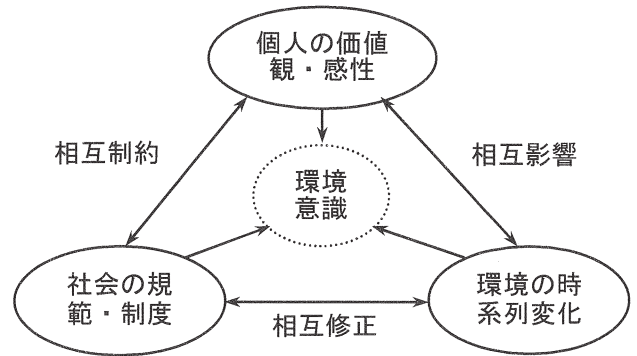 個人の価値
観・感性
相互制約
相互影響
環境
意識
社会の規
範・制度
環境の時
系列変化
相互修正